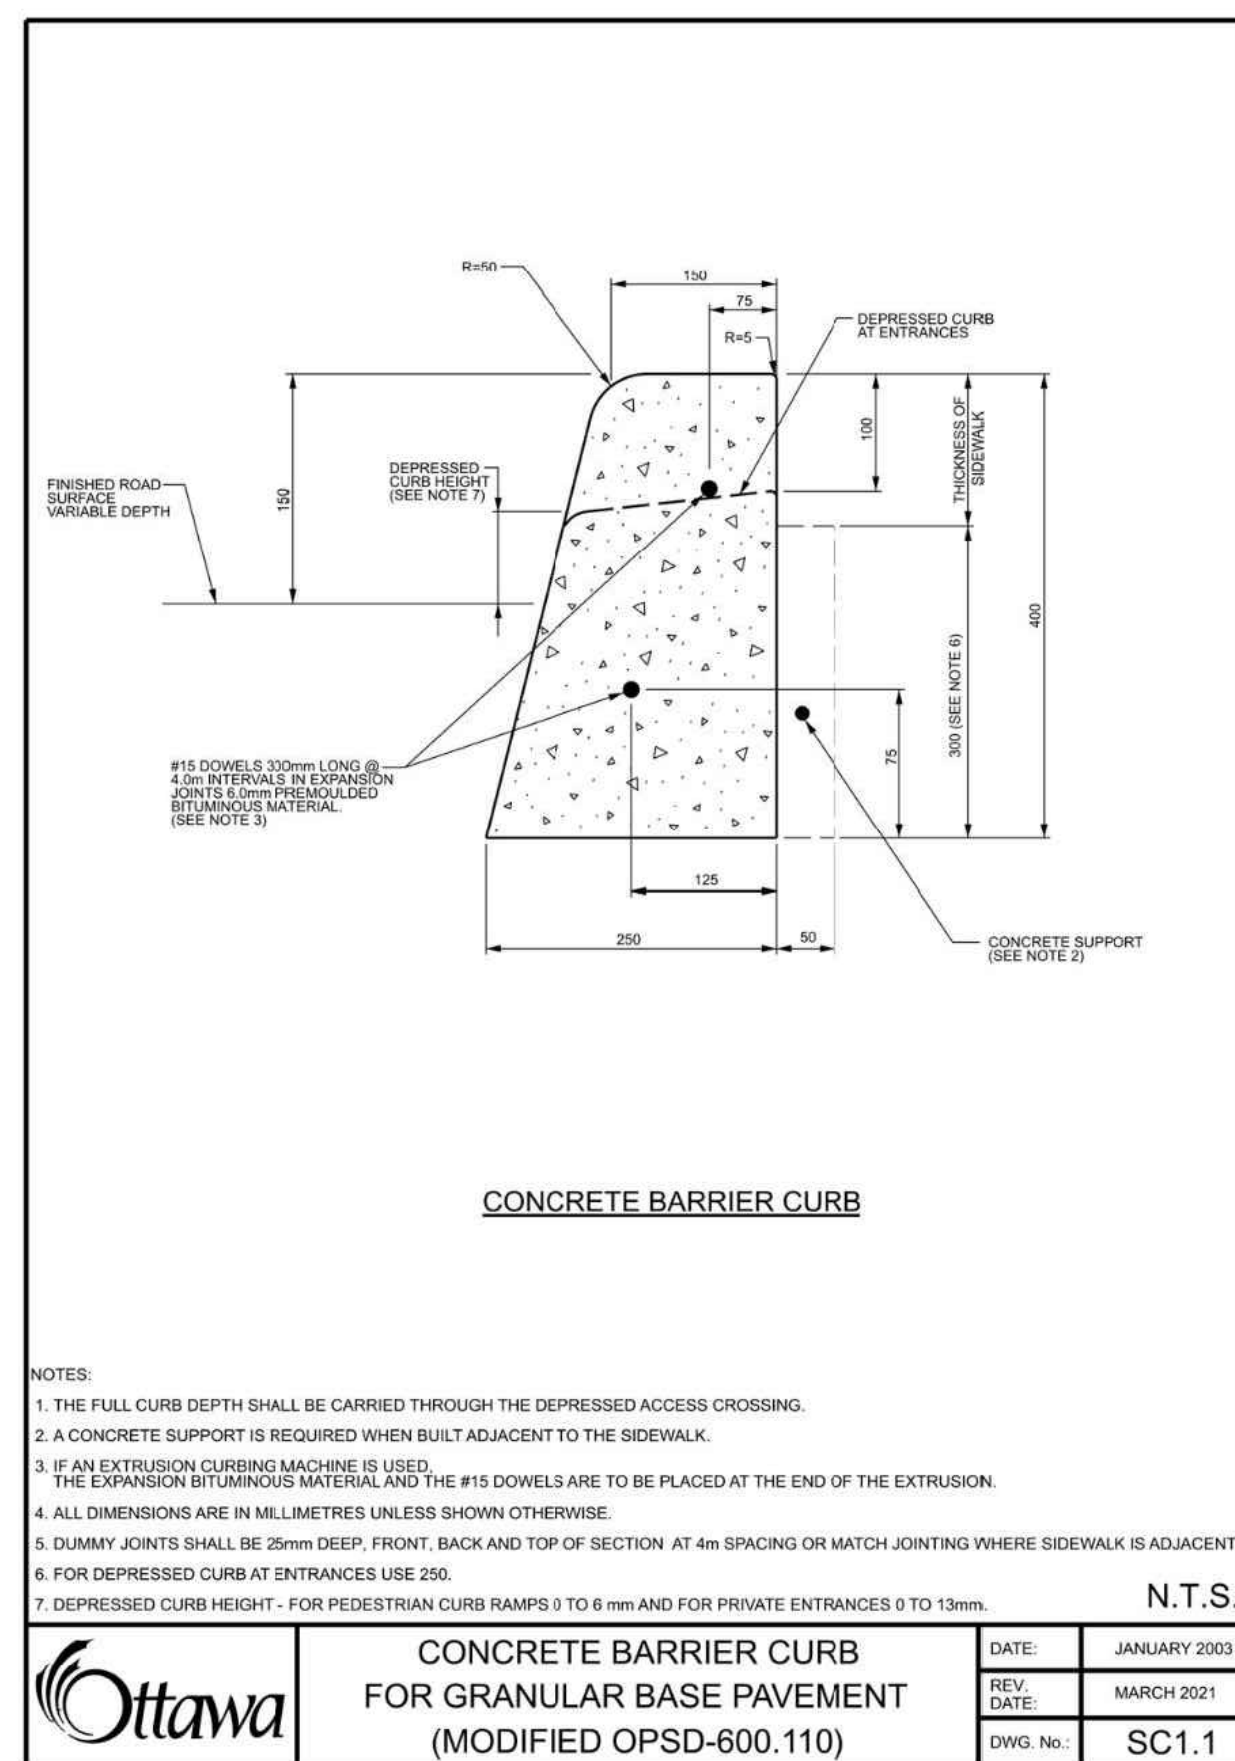 R=50
150
75
R=5
DEPRESSED CURB
AT ENTRANCES
150
100
THICKNESS OF
SIDEWALK
FINISHED ROAD
SURFACE
VARIABLE DEPTH
DEPRESSED
CURB HEIGHT
(SEE NOTE 7)
400
300 (SEE NOTE 6)
75
#15 DOWELS 300mm LONG @
4.0m INTERVALS IN EXPANSION
JOINTS 6.0mm PREMOULDED
BITUMINOUS MATERIAL.
(SEE NOTE 3)
125
250
50
CONCRETE SUPPORT
(SEE NOTE 2)
CONCRETE BARRIER CURB
NOTES:
1. THE FULL CURB DEPTH SHALL BE CARRIED THROUGH THE DEPRESSED ACCESS CROSSING.
2. A CONCRETE SUPPORT IS REQUIRED WHEN BUILT ADJACENT TO THE SIDEWALK.
3. IF AN EXTRUSION CURBING MACHINE IS USED,
THE EXPANSION BITUMINOUS MATERIAL AND THE #15 DOWELS ARE TO BE PLACED AT THE END OF THE EXTRUSION.
4. ALL DIMENSIONS ARE IN MILLIMETRES UNLESS SHOWN OTHERWISE.
5. DUMMY JOINTS SHALL BE 25mm DEEP, FRONT, BACK AND TOP OF SECTION AT 4m SPACING OR MATCH JOINTING WHERE SIDEWALK IS ADJACENT
6. FOR DEPRESSED CURB AT ENTRANCES USE 250.
7. DEPRESSED CURB HEIGHT - FOR PEDESTRIAN CURB RAMPS 0 TO 6 mm AND FOR PRIVATE ENTRANCES 0 TO 13mm.
N.T.S.
Ottawa
CONCRETE BARRIER CURB
FOR GRANULAR BASE PAVEMENT
(MODIFIED OPSD-600.110)
DATE: JANUARY 2003
REV.
DATE: MARCH 2021
DWG. No.: SC1.1